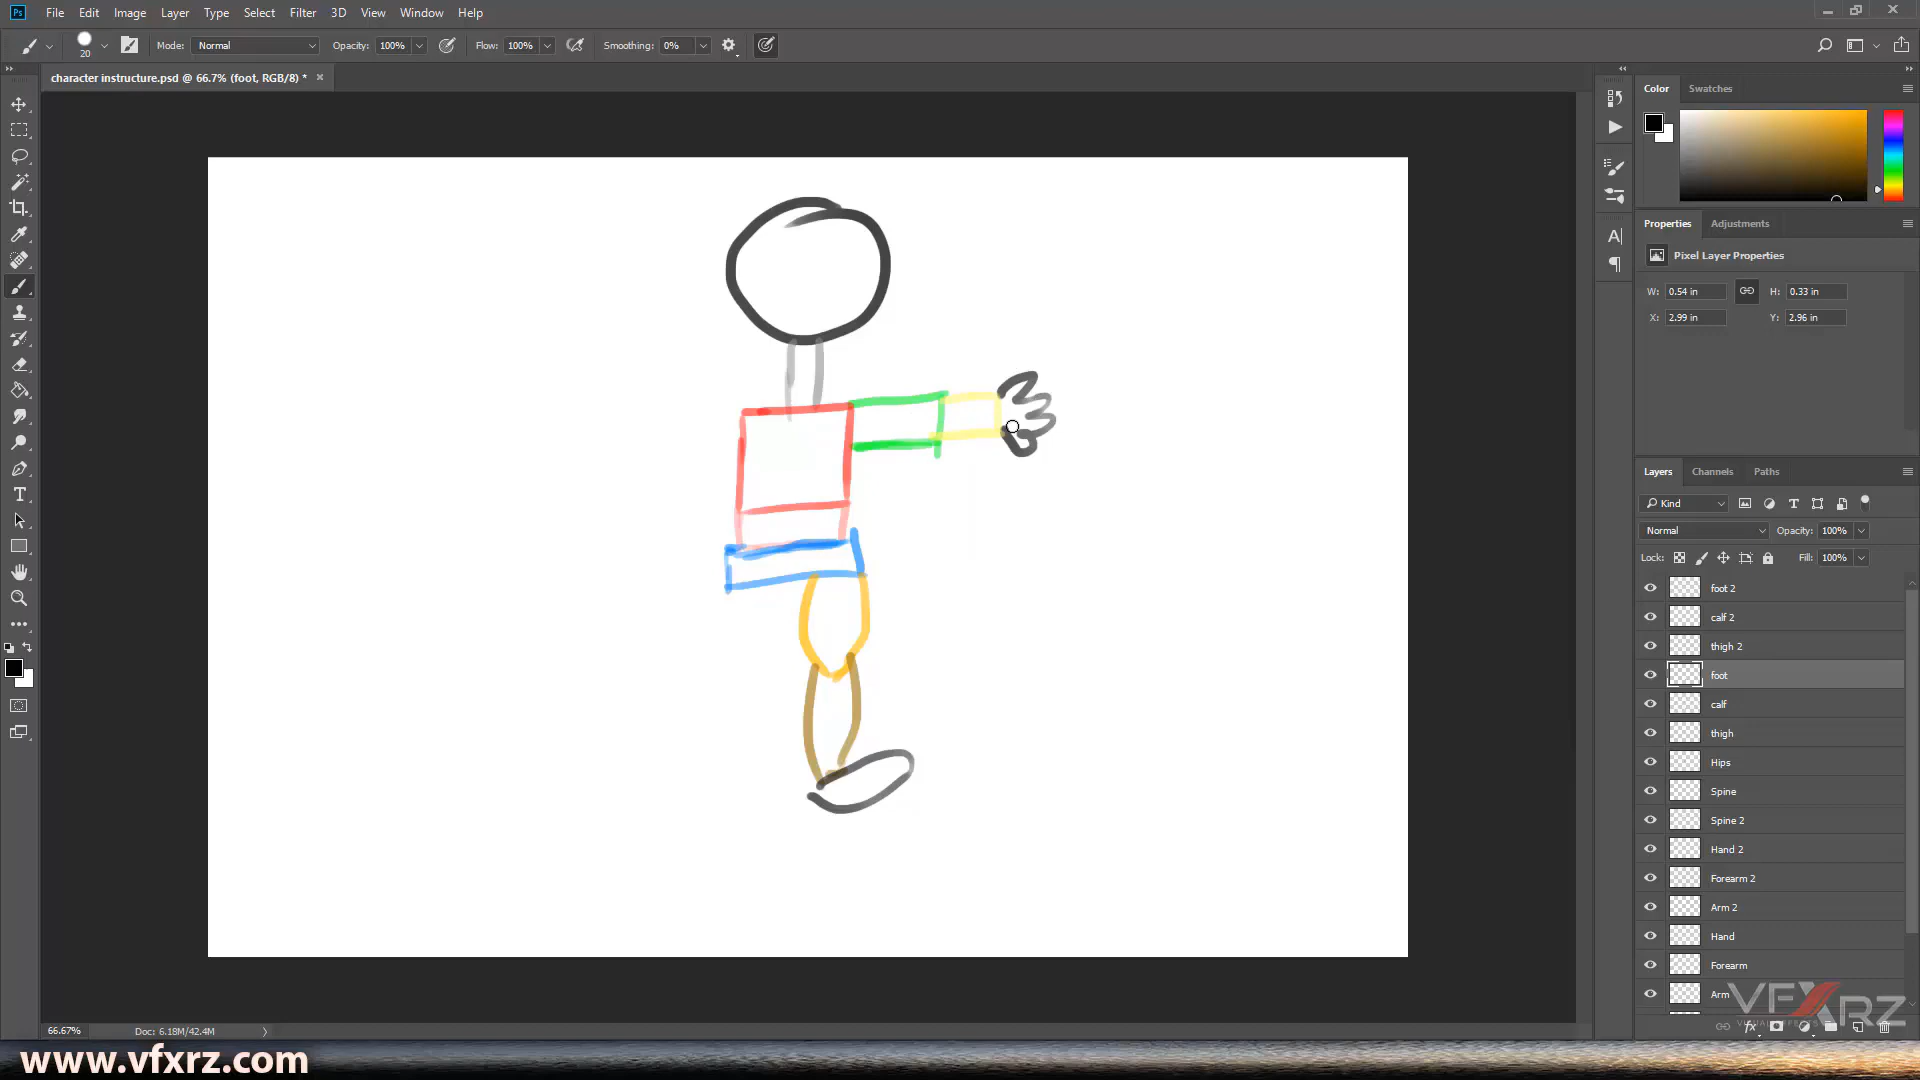 Ps File Edit Image Layer Type Select Filter 3D View Window Help
20 Mode: Normal Opacity: 100% Flow: 100% Smoothing: 0%
character instructure.psd @ 66.7% (foot, RGB/8) *
Color Swatches
Properties Adjustments
Pixel Layer Properties
W: 0.54 in H: 0.33 in
X: 2.99 in Y: 2.96 in
Layers Channels Paths
Kind
Normal Opacity: 100%
Lock: Fill: 100%
foot 2
calf 2
thigh 2
foot
calf
thigh
Hips
Spine
Spine 2
Hand 2
Forearm 2
Arm 2
Hand
Forearm
Arm
VFXRZ
66.67% Doc: 6.18M/42.4M
www.vfxrz.com